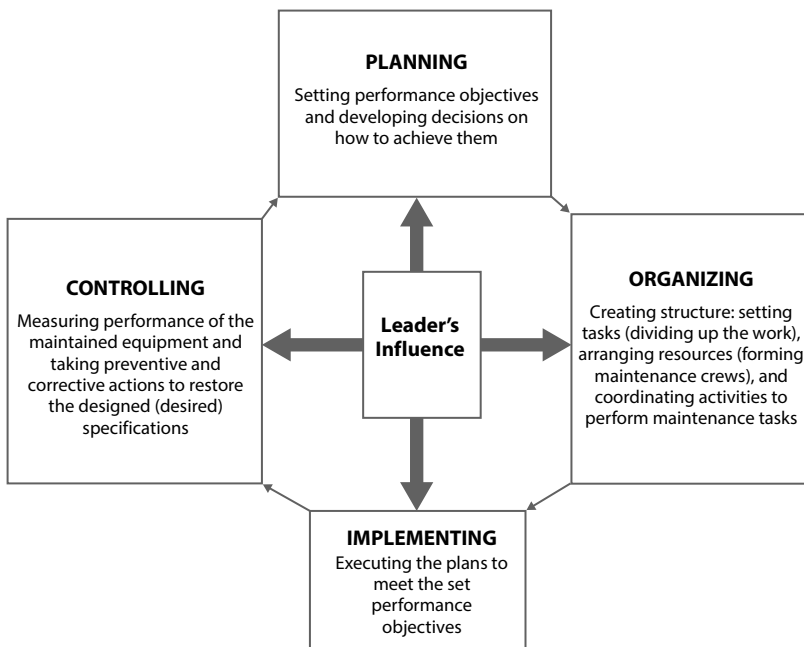 PLANNING
Setting performance objectives
and developing decisions on
how to achieve them
CONTROLLING
Measuring performance of the
maintained equipment and
taking preventive and
corrective actions to restore
the designed (desired)
specifications
Leader’s
Influence
ORGANIZING
Creating structure: setting
tasks (dividing up the work),
arranging resources (forming
maintenance crews), and
coordinating activities to
perform maintenance tasks
IMPLEMENTING
Executing the plans to
meet the set
performance
objectives